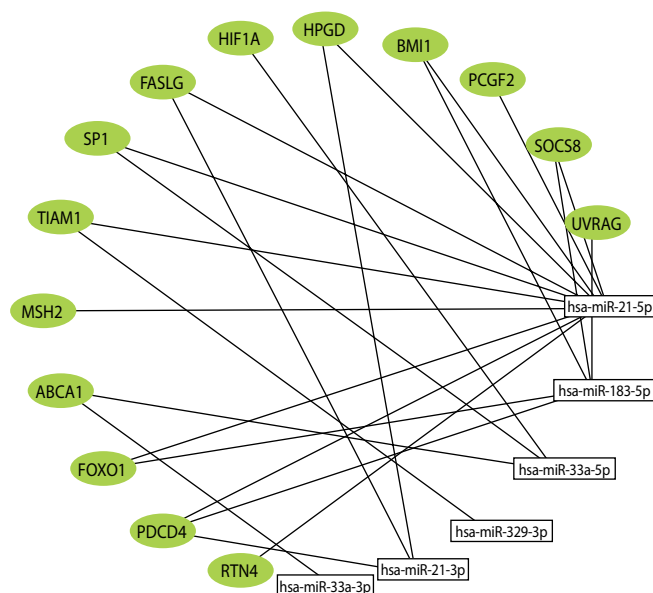 HPGD
HIF1A
BMI1
FASLG
PCGF2
SP1
SOCS8
TIAM1
UVRAG
MSH2
hsa-miR-21-5p
ABCA1
hsa-miR-183-5p
FOXO1
hsa-miR-33a-5p
PDCD4
hsa-miR-329-3p
RTN4
hsa-miR-21-3p
hsa-miR-33a-3p